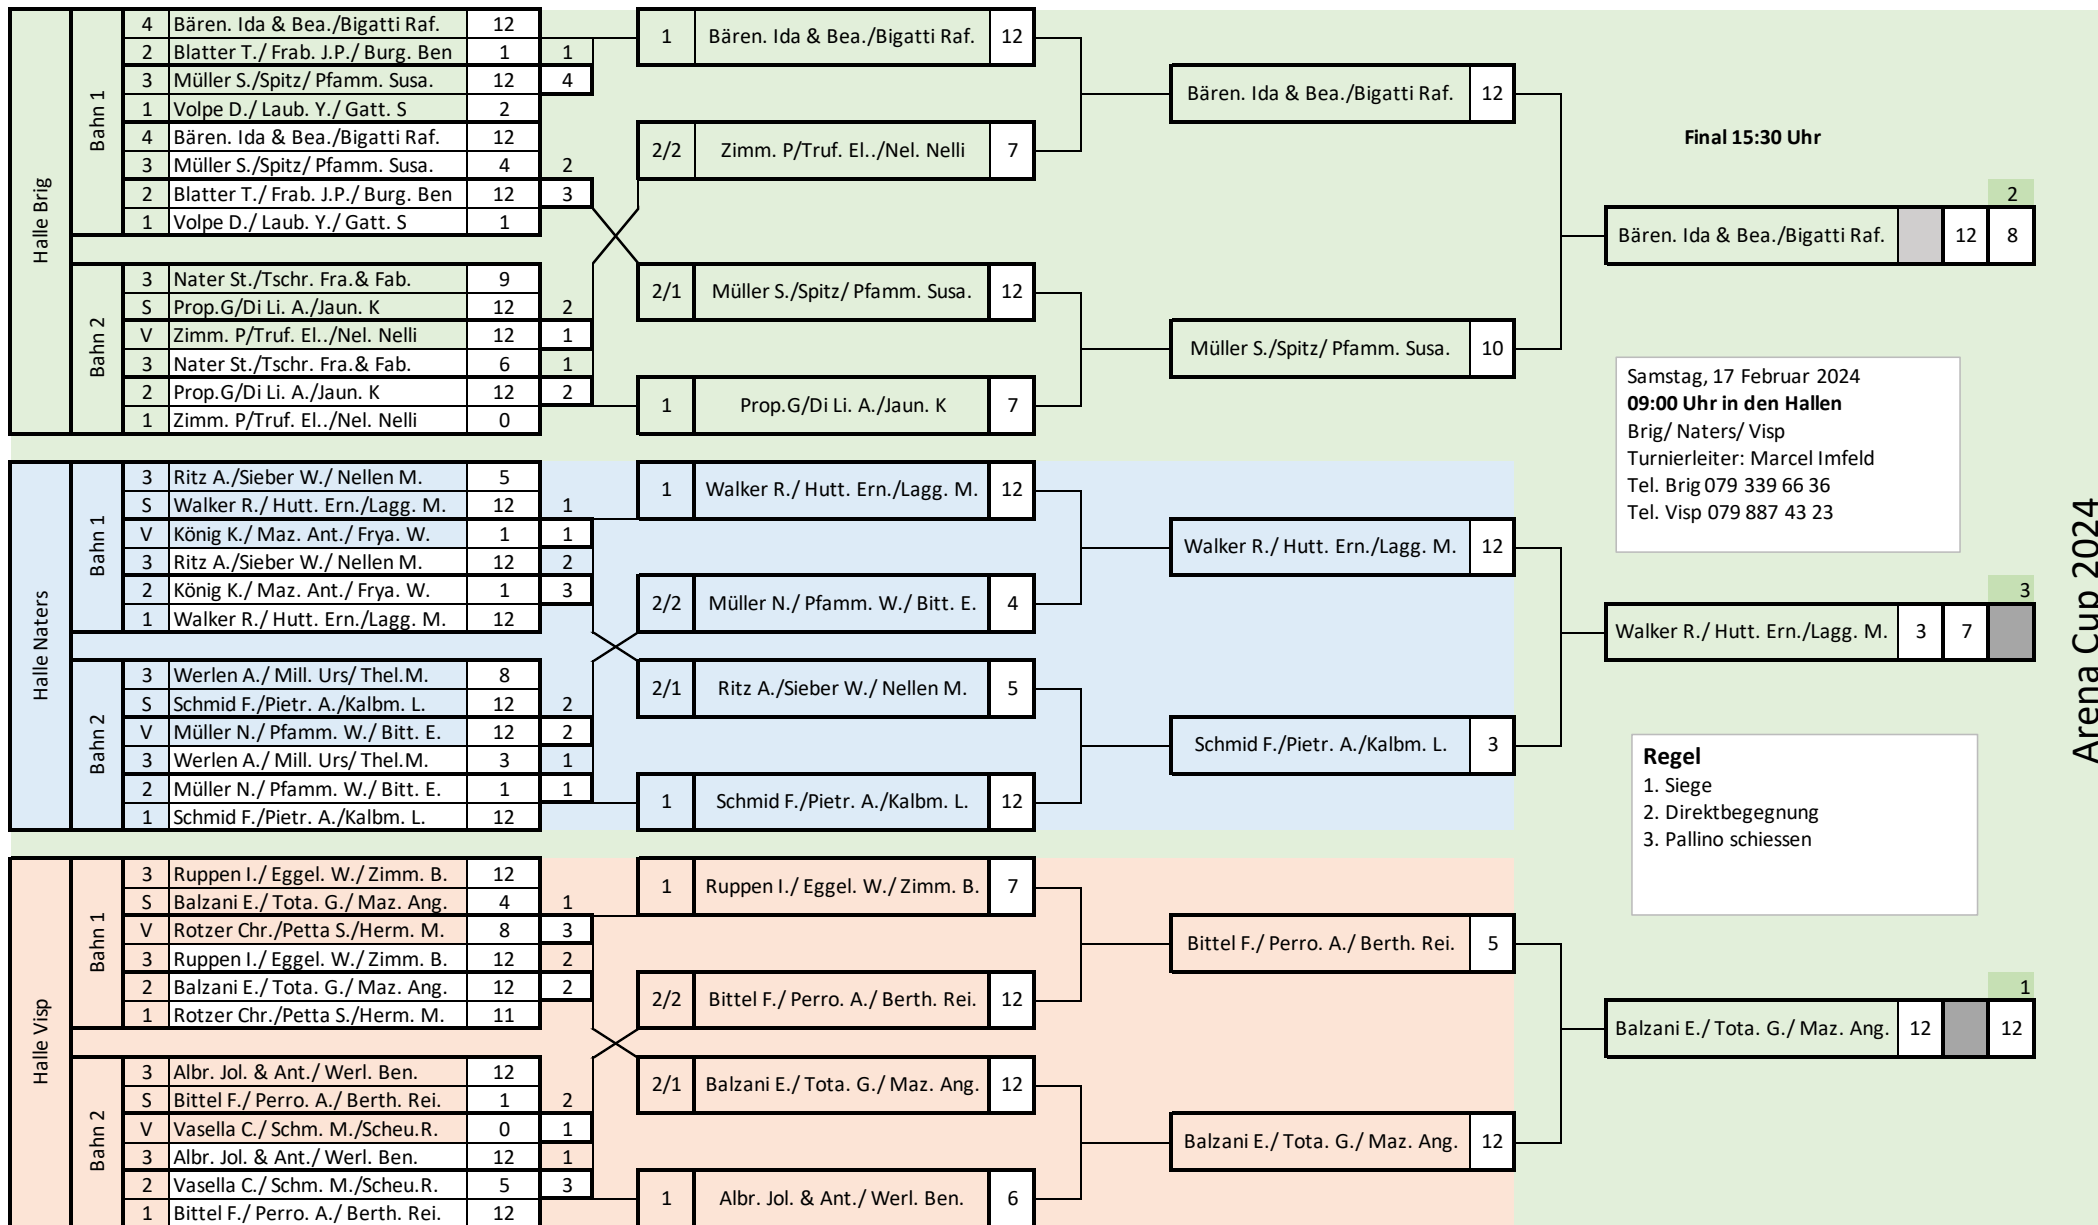 Halle Brig
Bahn 1
4 Bären. Ida & Bea./Bigatti Raf. 12
2 Blatter T./ Frab. J.P./ Burg. Ben 1 1
3 Müller S./Spitz/ Pfamm. Susa. 12 4
1 Volpe D./ Laub. Y./ Gatt. S 2
4 Bären. Ida & Bea./Bigatti Raf. 12
3 Müller S./Spitz/ Pfamm. Susa. 4 2
2 Blatter T./ Frab. J.P./ Burg. Ben 12 3
1 Volpe D./ Laub. Y./ Gatt. S 1
Bahn 2
3 Nater St./Tschr. Fra.& Fab. 9
S Prop.G/Di Li. A./Jaun. K 12 2
V Zimm. P/Truf. El../Nel. Nelli 12 1
3 Nater St./Tschr. Fra.& Fab. 6 1
2 Prop.G/Di Li. A./Jaun. K 12 2
1 Zimm. P/Truf. El../Nel. Nelli 0
1 Bären. Ida & Bea./Bigatti Raf. 12
2/2 Zimm. P/Truf. El../Nel. Nelli 7
2/1 Müller S./Spitz/ Pfamm. Susa. 12
1 Prop.G/Di Li. A./Jaun. K 7
Bären. Ida & Bea./Bigatti Raf. 12
Müller S./Spitz/ Pfamm. Susa. 10
Halle Naters
Bahn 1
3 Ritz A./Sieber W./ Nellen M. 5
S Walker R./ Hutt. Ern./Lagg. M. 12 1
V König K./ Maz. Ant./ Frya. W. 1 1
3 Ritz A./Sieber W./ Nellen M. 12 2
2 König K./ Maz. Ant./ Frya. W. 1 3
1 Walker R./ Hutt. Ern./Lagg. M. 12
Bahn 2
3 Werlen A./ Mill. Urs/ Thel.M. 8
S Schmid F./Pietr. A./Kalbm. L. 12 2
V Müller N./ Pfamm. W./ Bitt. E. 12 2
3 Werlen A./ Mill. Urs/ Thel.M. 3 1
2 Müller N./ Pfamm. W./ Bitt. E. 1 1
1 Schmid F./Pietr. A./Kalbm. L. 12
1 Walker R./ Hutt. Ern./Lagg. M. 12
2/2 Müller N./ Pfamm. W./ Bitt. E. 4
2/1 Ritz A./Sieber W./ Nellen M. 5
1 Schmid F./Pietr. A./Kalbm. L. 12
Walker R./ Hutt. Ern./Lagg. M. 12
Schmid F./Pietr. A./Kalbm. L. 3
Halle Visp
Bahn 1
3 Ruppen I./ Eggel. W./ Zimm. B. 12
S Balzani E./ Tota. G./ Maz. Ang. 4 1
V Rotzer Chr./Petta S./Herm. M. 8 3
3 Ruppen I./ Eggel. W./ Zimm. B. 12 2
2 Balzani E./ Tota. G./ Maz. Ang. 12 2
1 Rotzer Chr./Petta S./Herm. M. 11
Bahn 2
3 Albr. Jol. & Ant./ Werl. Ben. 12
S Bittel F./ Perro. A./ Berth. Rei. 1 2
V Vasella C./ Schm. M./Scheu.R. 0 1
3 Albr. Jol. & Ant./ Werl. Ben. 12 1
2 Vasella C./ Schm. M./Scheu.R. 5 3
1 Bittel F./ Perro. A./ Berth. Rei. 12
1 Ruppen I./ Eggel. W./ Zimm. B. 7
2/2 Bittel F./ Perro. A./ Berth. Rei. 12
2/1 Balzani E./ Tota. G./ Maz. Ang. 12
1 Albr. Jol. & Ant./ Werl. Ben. 6
Bittel F./ Perro. A./ Berth. Rei. 5
Balzani E./ Tota. G./ Maz. Ang. 12
Final 15:30 Uhr
2
Bären. Ida & Bea./Bigatti Raf. 12 8
Samstag, 17 Februar 2024
09:00 Uhr in den Hallen
Brig/ Naters/ Visp
Turnierleiter: Marcel Imfeld
Tel. Brig 079 339 66 36
Tel. Visp 079 887 43 23
3
Walker R./ Hutt. Ern./Lagg. M. 3 7
Regel
1. Siege
2. Direktbegegnung
3. Pallino schiessen
1
Balzani E./ Tota. G./ Maz. Ang. 12 12
Arena Cup 2024